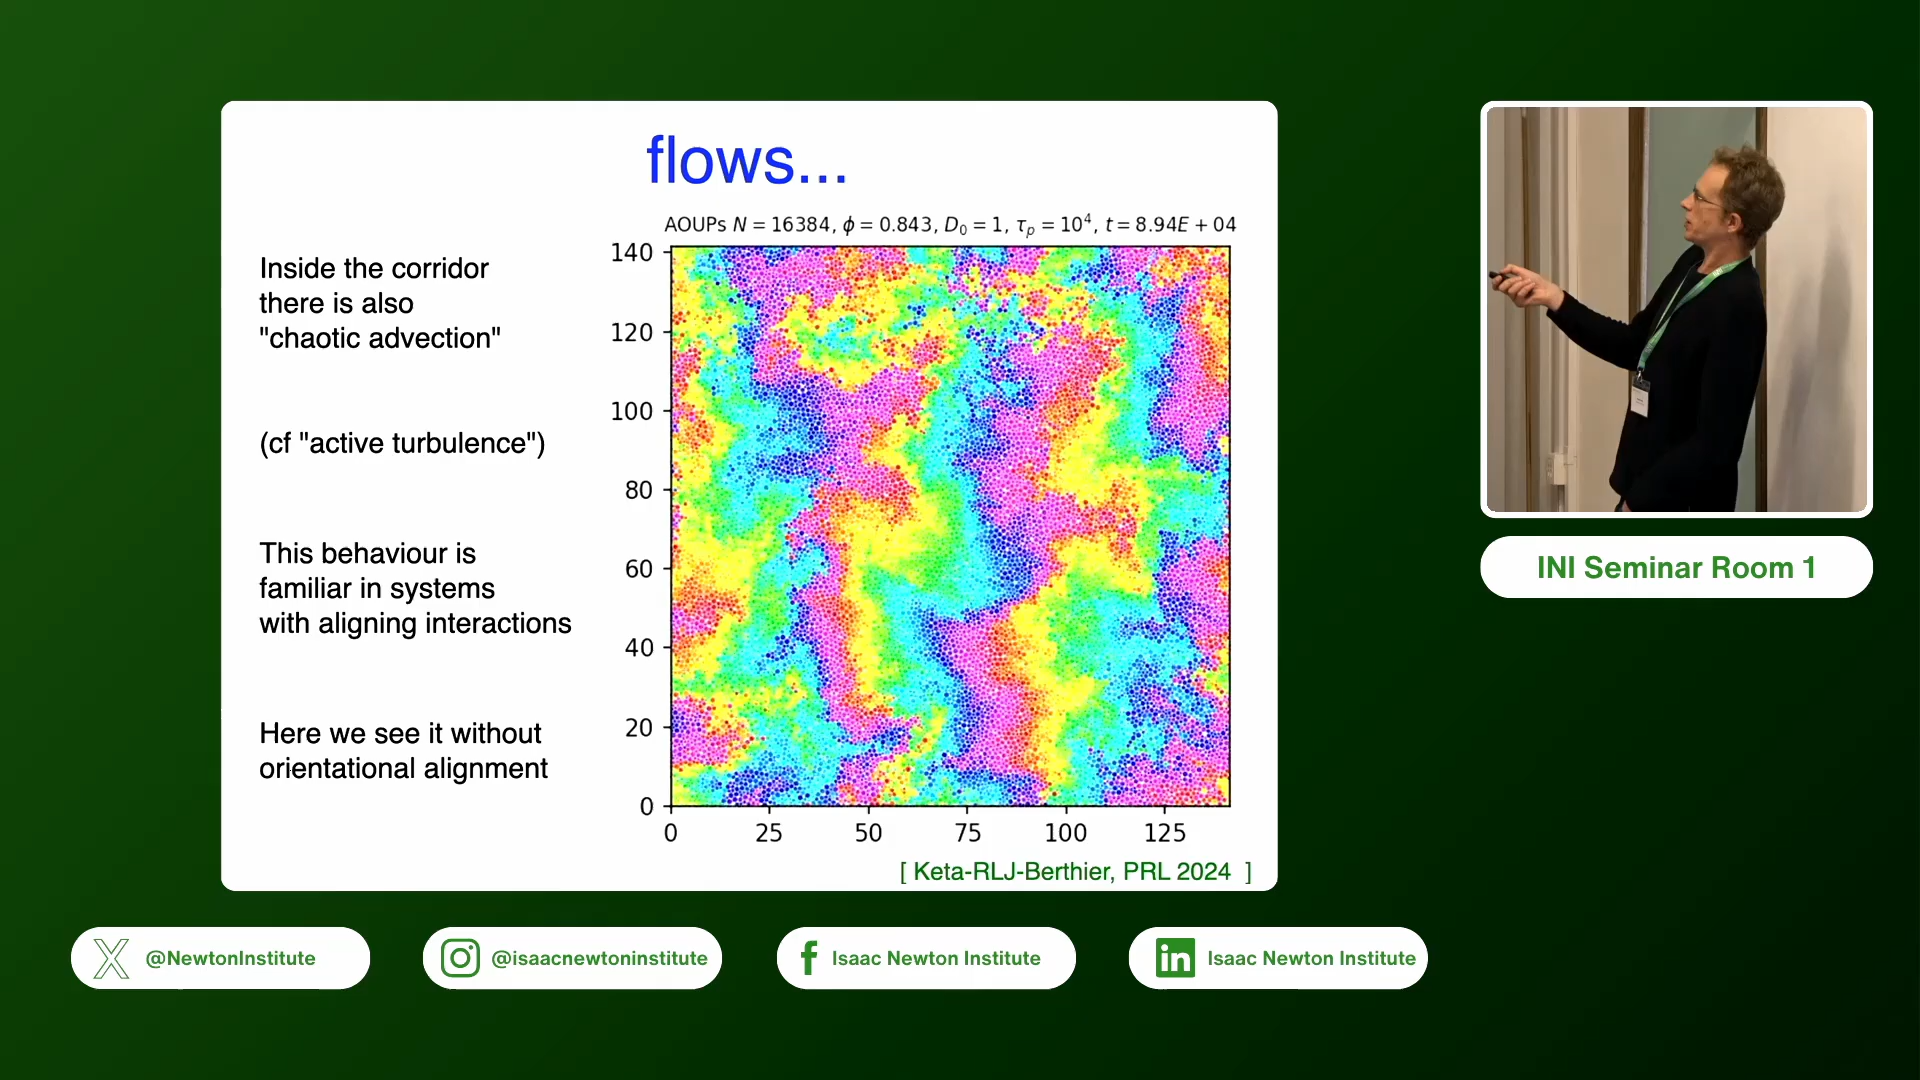 flows...
AOUPs N = 16384, ϕ = 0.843, D₀ = 1, τₚ = 10⁴, t = 8.94E + 04
Inside the corridor
there is also
"chaotic advection"
(cf "active turbulence")
This behaviour is
familiar in systems
with aligning interactions
Here we see it without
orientational alignment
140
120
100
80
60
40
20
0
0 25 50 75 100 125
[ Keta-RLJ-Berthier, PRL 2024 ]
INI Seminar Room 1
@NewtonInstitute
@isaacnewtoninstitute
Isaac Newton Institute
Isaac Newton Institute